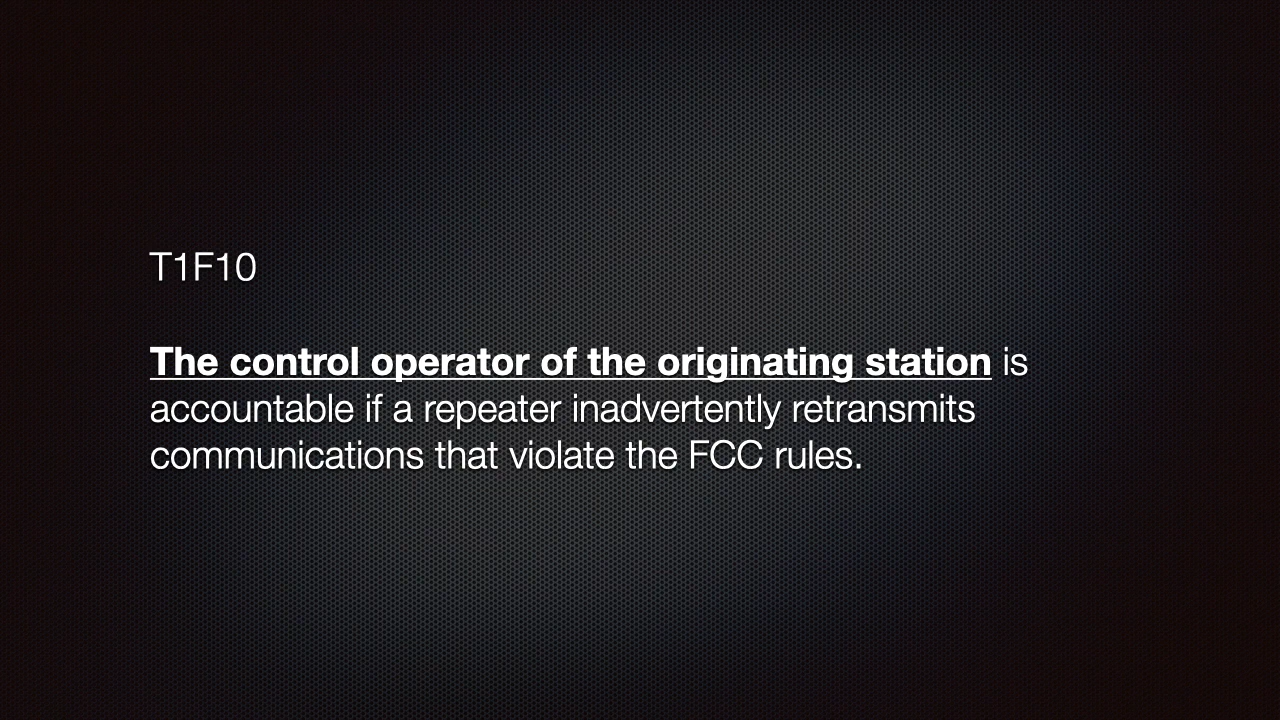 T1F10
The control operator of the originating station is
accountable if a repeater inadvertently retransmits
communications that violate the FCC rules.